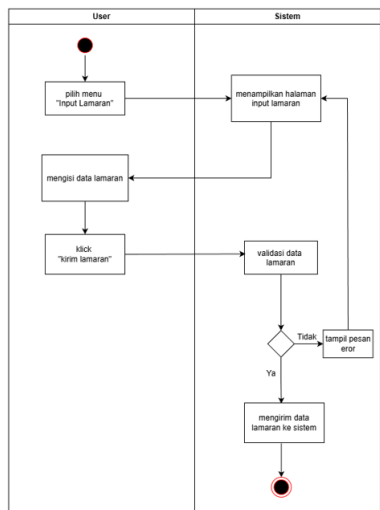 User
Sistem
pilih menu
"Input Lamaran"
menampilkan halaman
input lamaran
mengisi data lamaran
klick
"kirim lamaran"
validasi data
lamaran
Tidak
tampil pesan
eror
Ya
mengirim data
lamaran ke sistem